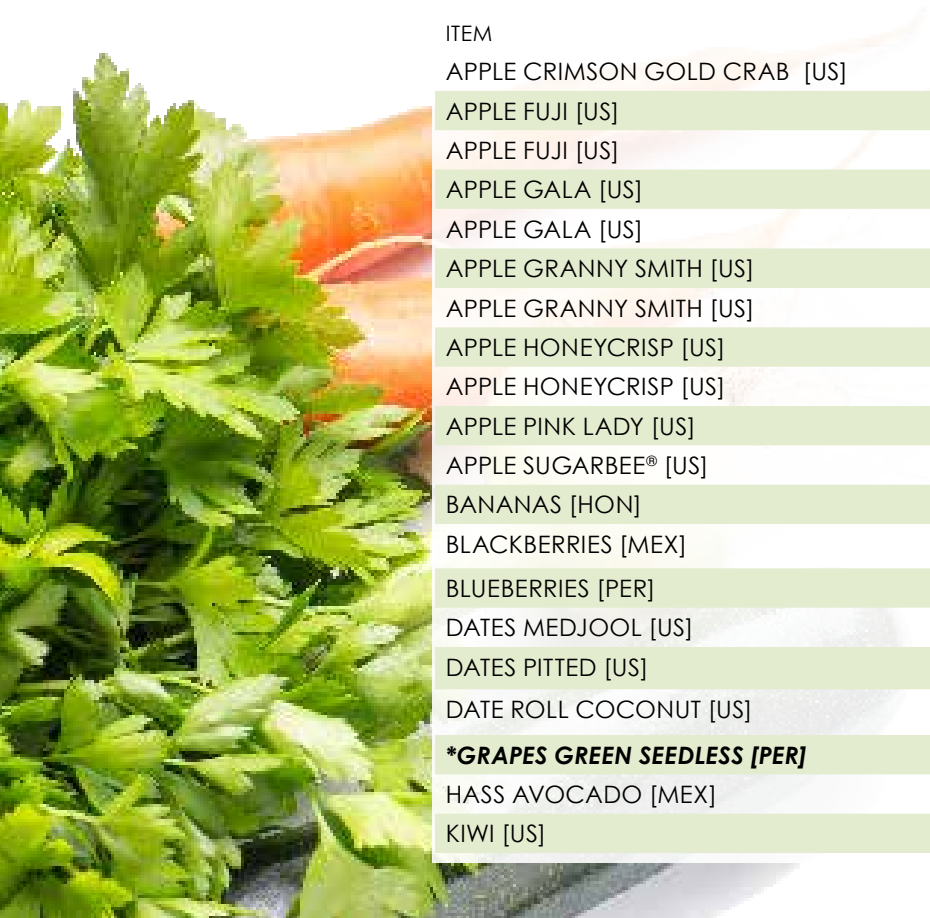 ITEM
APPLE CRIMSON GOLD CRAB [US]
APPLE FUJI [US]
APPLE FUJI [US]
APPLE GALA [US]
APPLE GALA [US]
APPLE GRANNY SMITH [US]
APPLE GRANNY SMITH [US]
APPLE HONEYCRISP [US]
APPLE HONEYCRISP [US]
APPLE PINK LADY [US]
APPLE SUGARBEE® [US]
BANANAS [HON]
BLACKBERRIES [MEX]
BLUEBERRIES [PER]
DATES MEDJOOL [US]
DATES PITTED [US]
DATE ROLL COCONUT [US]
*GRAPES GREEN SEEDLESS [PER]
HASS AVOCADO [MEX]
KIWI [US]